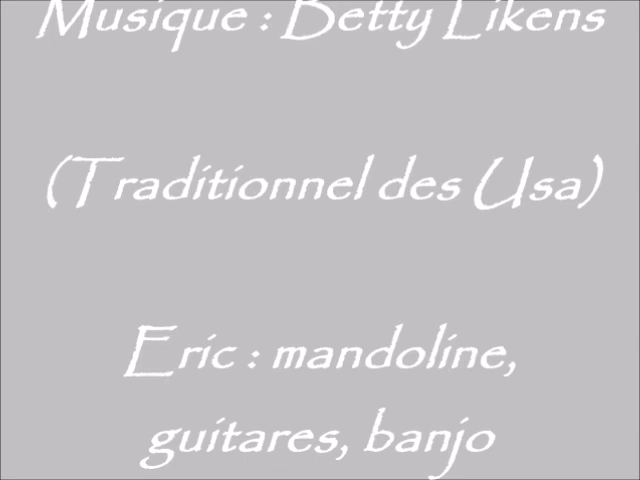 Musique : Betty Likens
(Traditionnel des Usa)
Eric : mandoline,
guitares, banjo